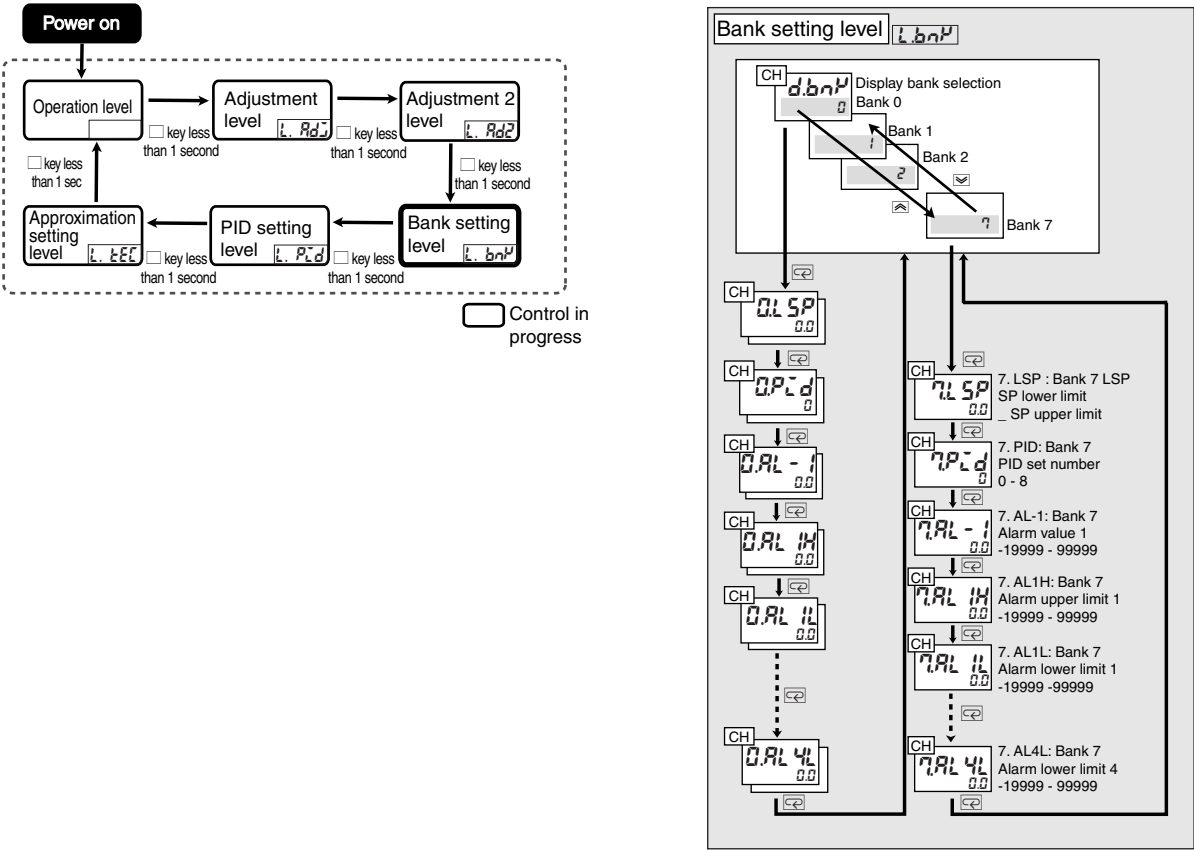 Power on
Operation level
Adjustment
level
L. AdJ
Adjustment 2
level
L. Ad2
key less
than 1 second
key less
than 1 second
key less
than 1 sec
key less
than 1 second
Approximation
setting
level
L. tEC
PID setting
level
L. PId
Bank setting
level
L. bnK
key less
than 1 second
key less
than 1 second
Control in
progress
Bank setting level
L.bnK
CH
d.bnK
0
Display bank selection
Bank 0
1
Bank 1
2
Bank 2
7
Bank 7
CH
0.LSP
0.0
CH
0.PId
0
CH
0.AL-1
0.0
CH
0.AL 1H
0.0
CH
0.AL 1L
0.0
CH
0.AL 4L
0.0
CH
7.LSP
0.0
7. LSP : Bank 7 LSP
SP lower limit
_ SP upper limit
CH
7.PId
0
7. PID: Bank 7
PID set number
0 - 8
CH
7.AL-1
0.0
7. AL-1: Bank 7
Alarm value 1
-19999 - 99999
CH
7.AL 1H
0.0
7. AL1H: Bank 7
Alarm upper limit 1
-19999 - 99999
CH
7.AL 1L
0.0
7. AL1L: Bank 7
Alarm lower limit 1
-19999 -99999
CH
7.AL 4L
0.0
7. AL4L: Bank 7
Alarm lower limit 4
-19999 - 99999